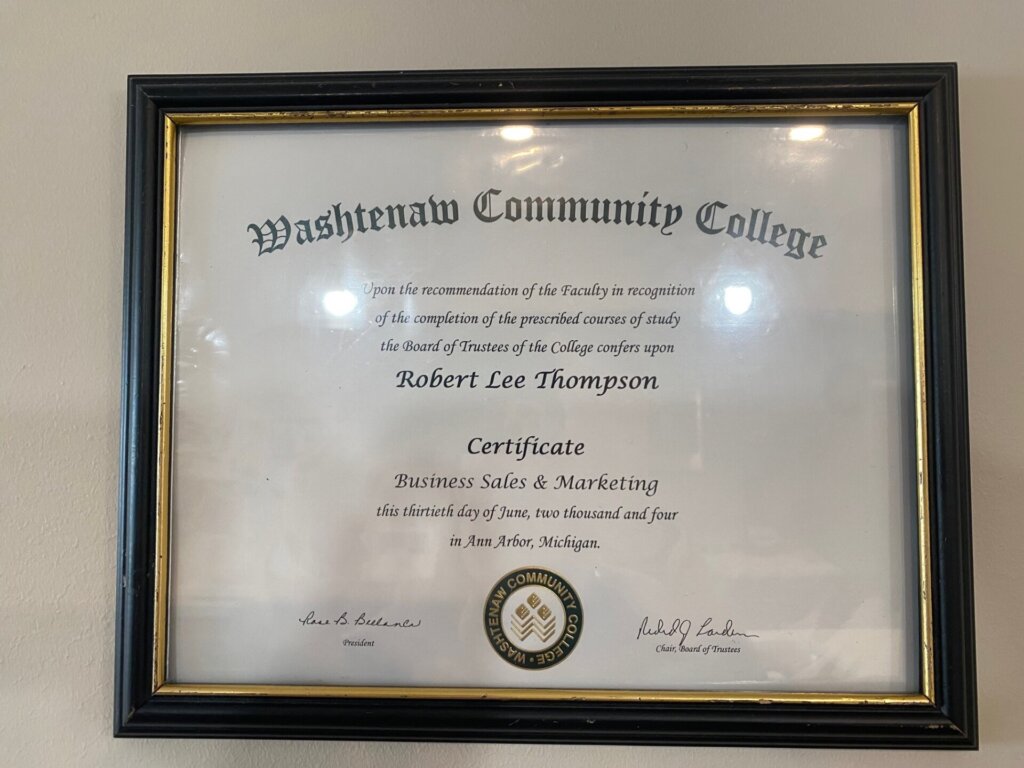 Washtenaw Community College
Upon the recommendation of the Faculty in recognition
of the completion of the prescribed courses of study
the Board of Trustees of the College confers upon
Robert Lee Thompson
Certificate
Business Sales & Marketing
this thirtieth day of June, two thousand and four
in Ann Arbor, Michigan.
WASHTENAW COMMUNITY COLLEGE
Rose B.
President
Chair, Board of Trustees